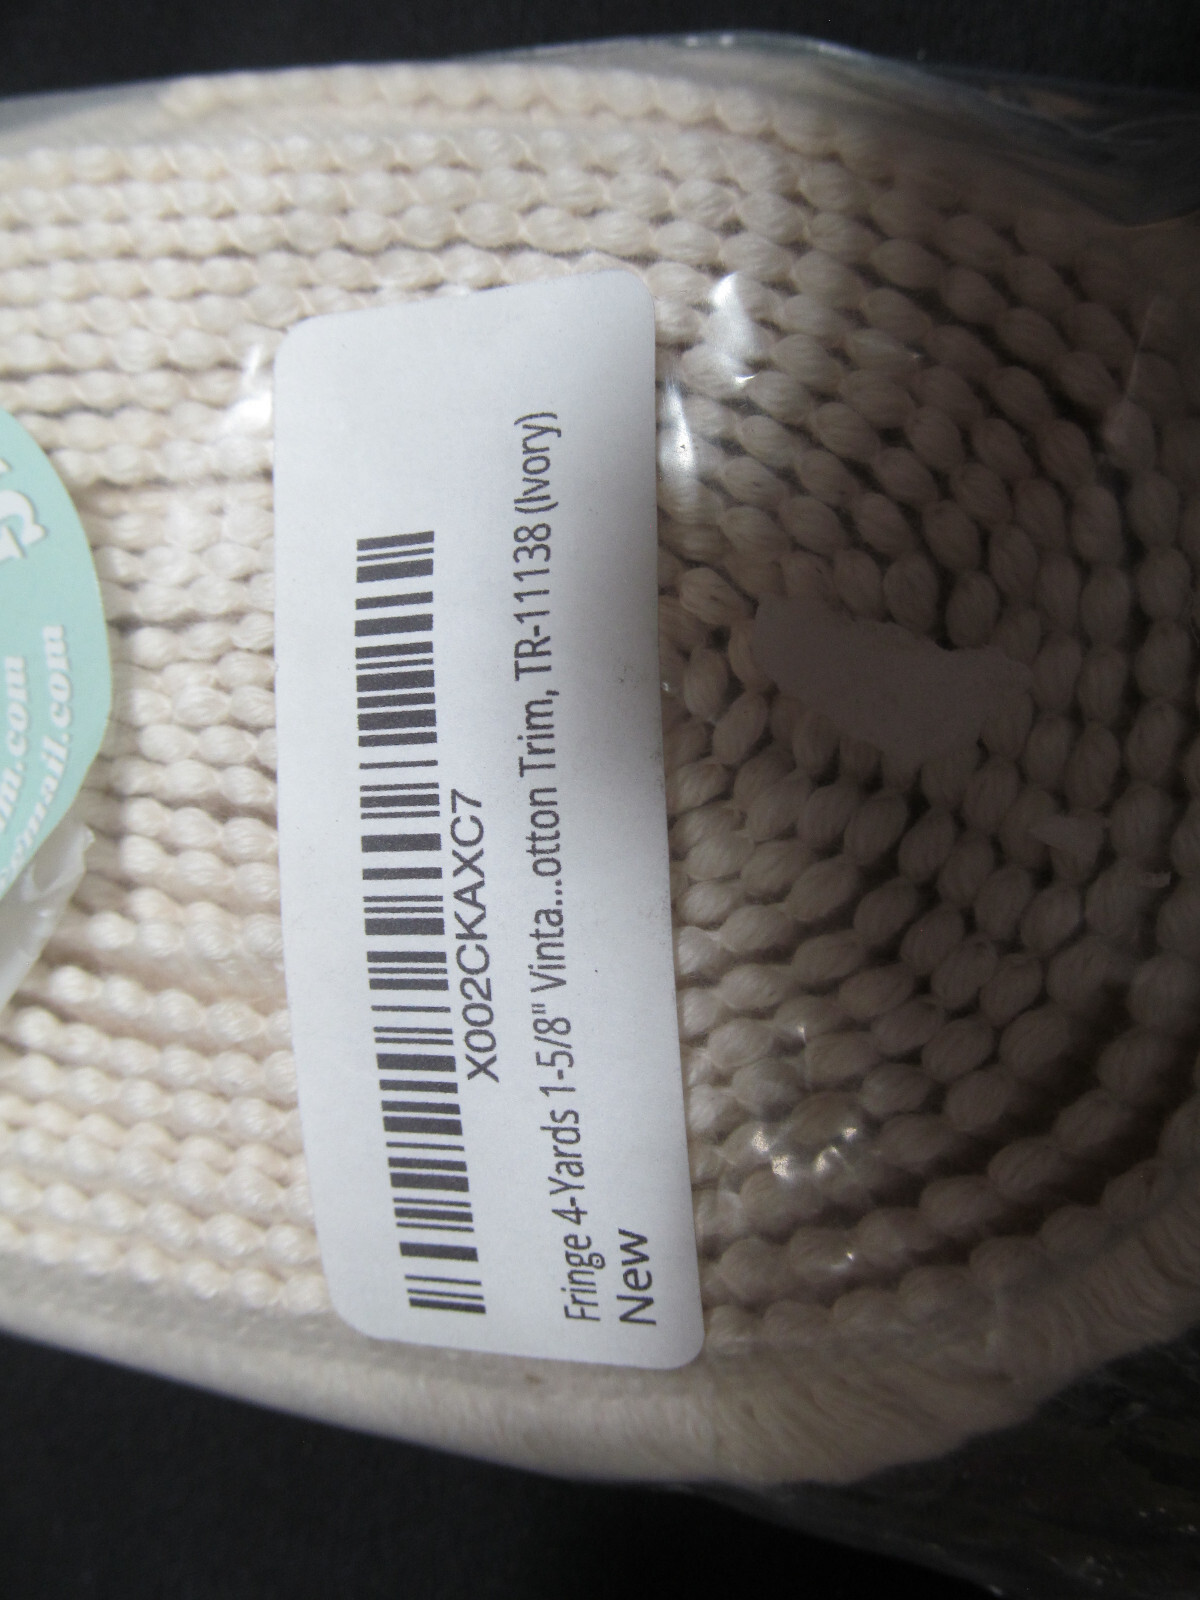 X002CKAXC7
Fringe 4-Yards 1-5/8" Vinta...otton Trim, TR-11138 (Ivory)
New